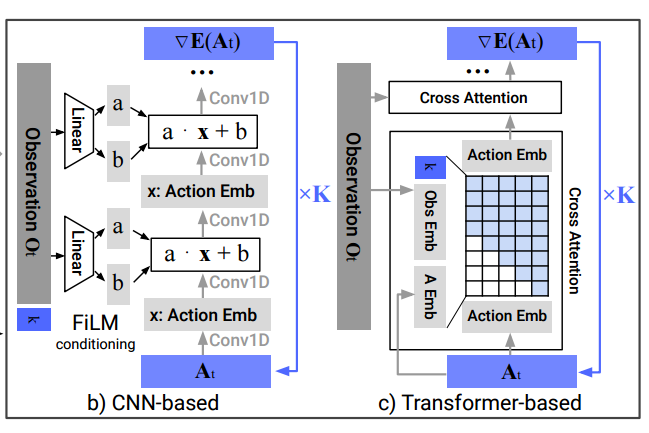 ∇E(At)
...
Conv1D
Observation Ot
Linear
a
b
a · x + b
Conv1D
x: Action Emb
Conv1D
Linear
a
b
a · x + b
Conv1D
x: Action Emb
Conv1D
k
FiLM
conditioning
At
×K
b) CNN-based
∇E(At)
...
Cross Attention
Observation Ot
Action Emb
k
Obs Emb
A Emb
Cross Attention
Action Emb
At
×K
c) Transformer-based